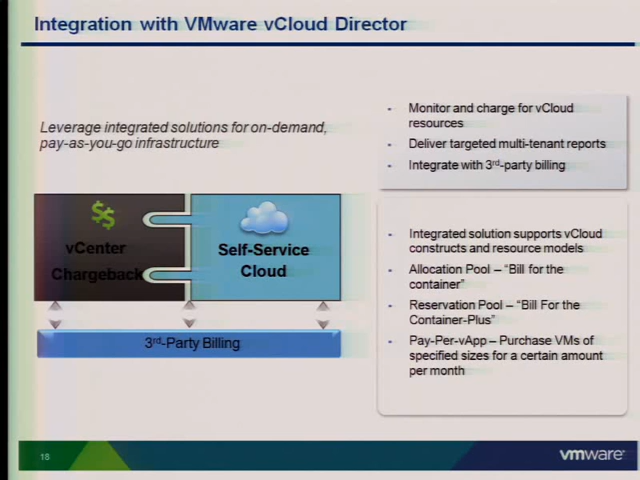 Integration with VMware vCloud Director
Leverage integrated solutions for on-demand,
pay-as-you-go infrastructure
$$
vCenter
Chargeback
Self-Service
Cloud
3rd-Party Billing
- Monitor and charge for vCloud
resources
- Deliver targeted multi-tenant reports
- Integrate with 3rd-party billing
- Integrated solution supports vCloud
constructs and resource models
- Allocation Pool – “Bill for the
container”
- Reservation Pool – “Bill For the
Container-Plus”
- Pay-Per-vApp – Purchase VMs of
specified sizes for a certain amount
per month
18
vmware